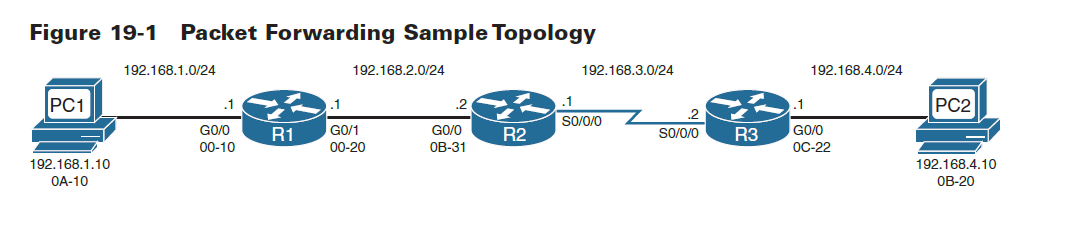 Figure 19-1 Packet Forwarding Sample Topology
192.168.1.0/24 192.168.2.0/24 192.168.3.0/24 192.168.4.0/24
PC1 .1 .1 .2 .1 .2 .1 PC2
G0/0 R1 G0/1 G0/0 R2 S0/0/0 S0/0/0 R3 G0/0
00-10 00-20 0B-31 0C-22
192.168.1.10 192.168.4.10
0A-10 0B-20